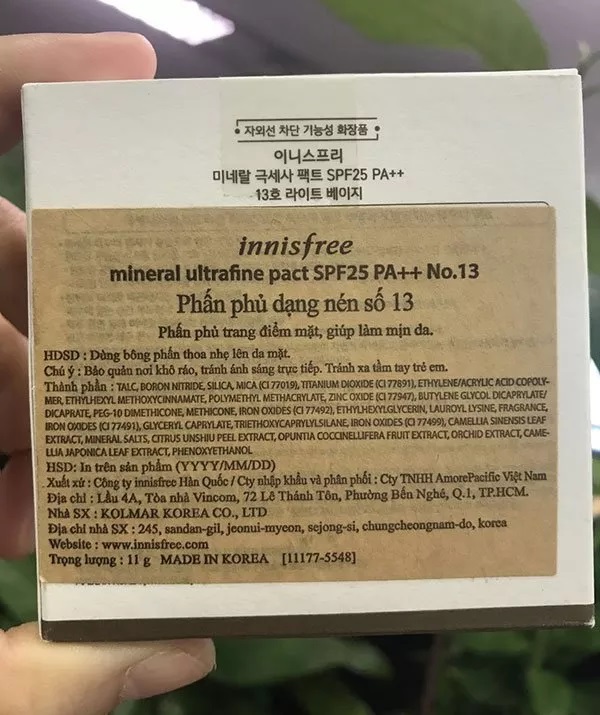 • 자외선 차단 기능성 화장품 •
이니스프리
미네랄 극세사 팩트 SPF25 PA++
13호 라이트 베이지
innisfree
mineral ultrafine pact SPF25 PA++ No.13
Phấn phủ dạng nén số 13
Phấn phủ trang điểm mặt, giúp làm mịn da.
HDSD : Dùng bông phấn thoa nhẹ lên da mặt.
Chú ý : Bảo quản nơi khô ráo, tránh ánh sáng trực tiếp. Tránh xa tầm tay trẻ em.
Thành phần : TALC, BORON NITRIDE, SILICA, MICA (CI 77019), TITANIUM DIOXIDE (CI 77891), ETHYLENE/ACRYLIC ACID COPOLY-
MER, ETHYLHEXYL METHOXYCINNAMATE, POLYMETHYL METHACRYLATE, ZINC OXIDE (CI 77947), BUTYLENE GLYCOL DICAPRYLATE/
DICAPRATE, PEG-10 DIMETHICONE, METHICONE, IRON OXIDES (CI 77492), ETHYLHEXYLGLYCERIN, LAUROYL LYSINE, FRAGRANCE,
IRON OXIDES (CI 77491), GLYCERYL CAPRYLATE, TRIETHOXYCAPRYLYLSILANE, IRON OXIDES (CI 77499), CAMELLIA SINENSIS LEAF
EXTRACT, MINERAL SALTS, CITRUS UNSHIU PEEL EXTRACT, OPUNTIA COCCINELLIFERA FRUIT EXTRACT, ORCHID EXTRACT, CAME-
LLIA JAPONICA LEAF EXTRACT, PHENOXYETHANOL
HSD: In trên sản phẩm (YYYY/MM/DD)
Xuất xứ : Công ty innisfree Hàn Quốc / Cty nhập khẩu và phân phối : Cty TNHH AmorePacific Việt Nam
Địa chỉ : Lầu 4A, Tòa nhà Vincom, 72 Lê Thánh Tôn, Phường Bến Nghé, Q.1, TP.HCM.
Nhà SX : KOLMAR KOREA CO., LTD
Địa chỉ nhà SX : 245, sandan-gil, jeonui-myeon, sejong-si, chungcheongnam-do, korea
Website : www.innisfree.com
Trọng lượng : 11 g MADE IN KOREA [11177-5548]